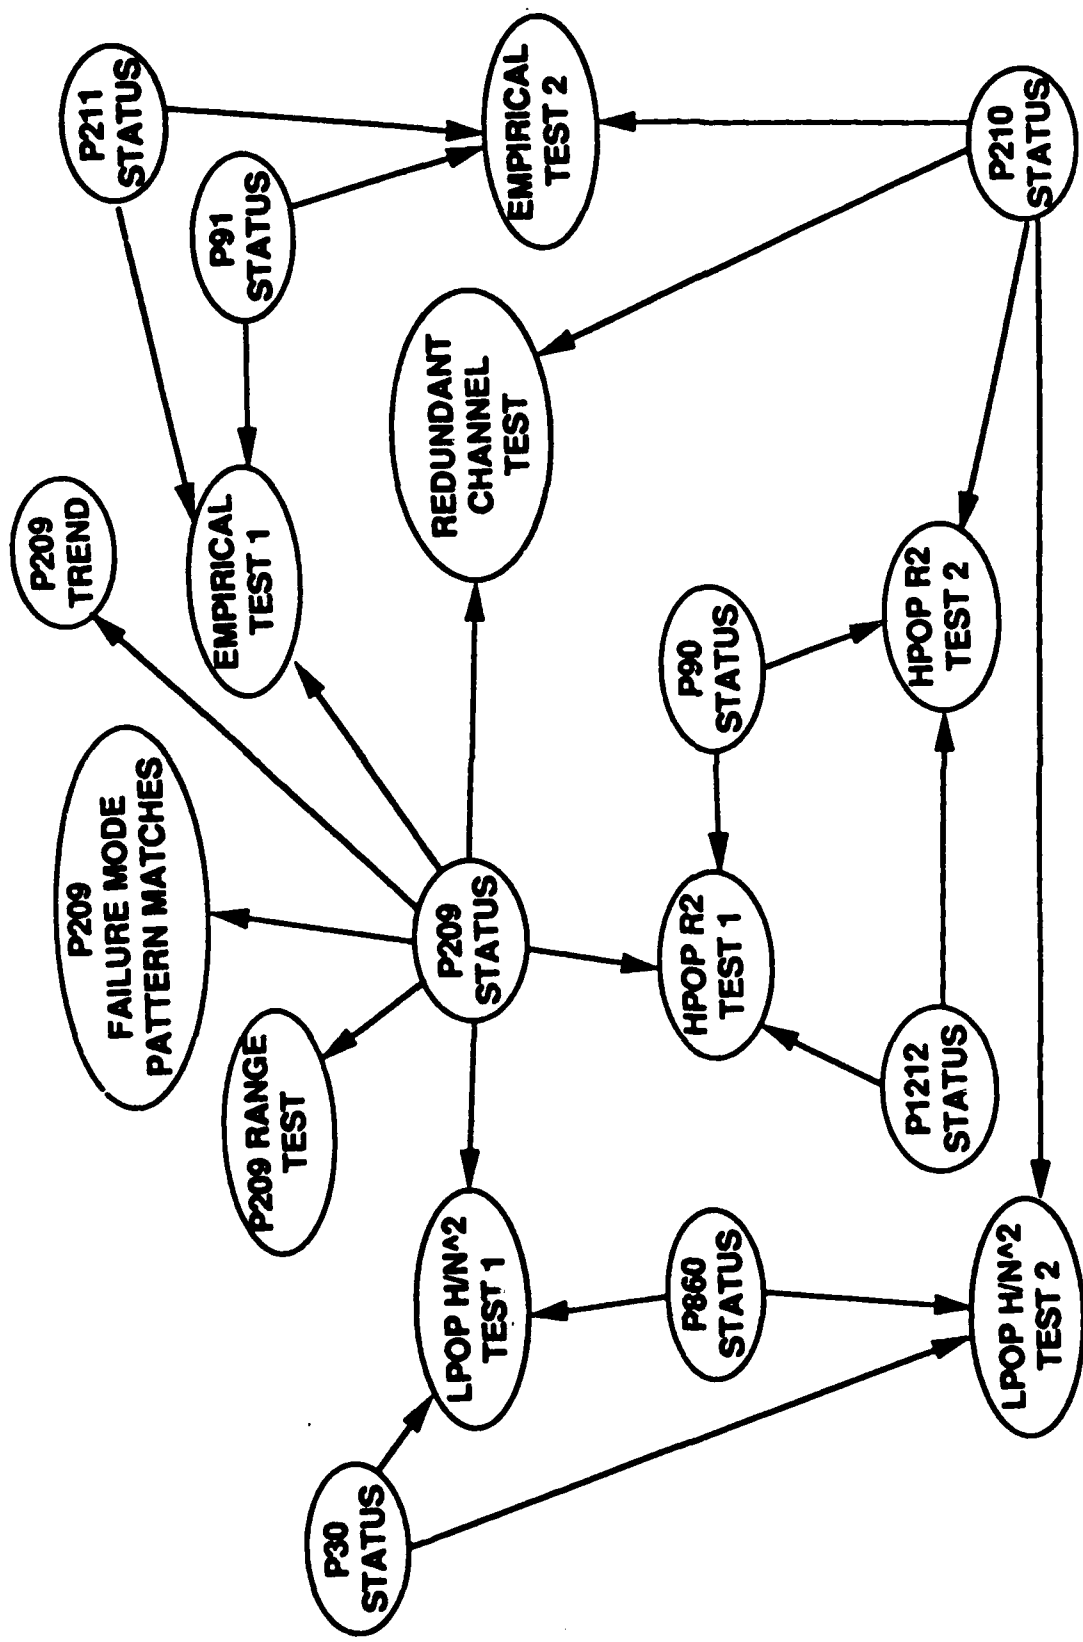 P209
TREND
P211
STATUS
P209
FAILURE MODE
PATTERN MATCHES
EMPIRICAL
TEST 1
P91
STATUS
P209 RANGE
TEST
P30
STATUS
LPOP H/N^2
TEST 1
P209
STATUS
REDUNDANT
CHANNEL
TEST
EMPIRICAL
TEST 2
P860
STATUS
HPOP R2
TEST 1
P90
STATUS
P1212
STATUS
HPOP R2
TEST 2
LPOP H/N^2
TEST 2
P210
STATUS